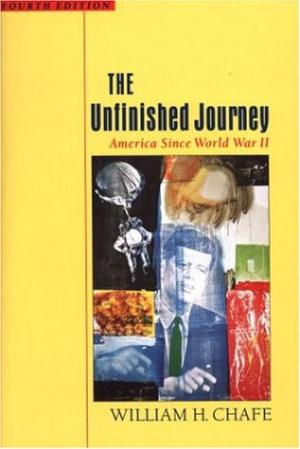 FOURTH EDITION
THE
Unfinished Journey
America Since World War II
WILLIAM H. CHAFE